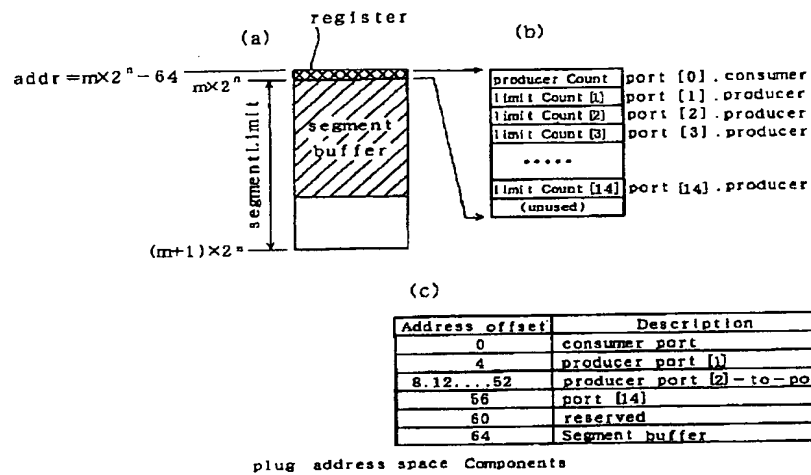 register
(a)
(b)
addr =m×2ⁿ-64
m×2ⁿ
segment
buffer
segmentLimit
(m+1)×2ⁿ
producer Count port [0].consumer
limit Count [1] port [1].producer
limit Count [2] port [2].producer
limit Count [3] port [3].producer
•••••
limit Count [14] port [14].producer
(unused)
(c)
Address offset Description
0 consumer port
4 producer port [1]
8.12....52 producer port [2]-to-po
56 port [14]
60 reserved
64 Segment buffer
plug address space Components